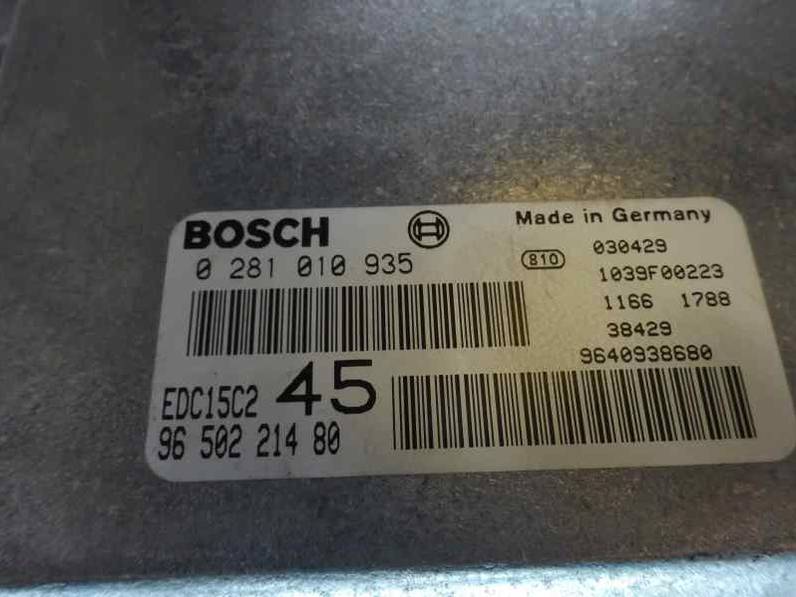 BOSCH
Made in Germany
0 281 010 935
810
030429
1039F00223
1166 1788
38429
9640938680
EDC15C2 45
96 502 214 80